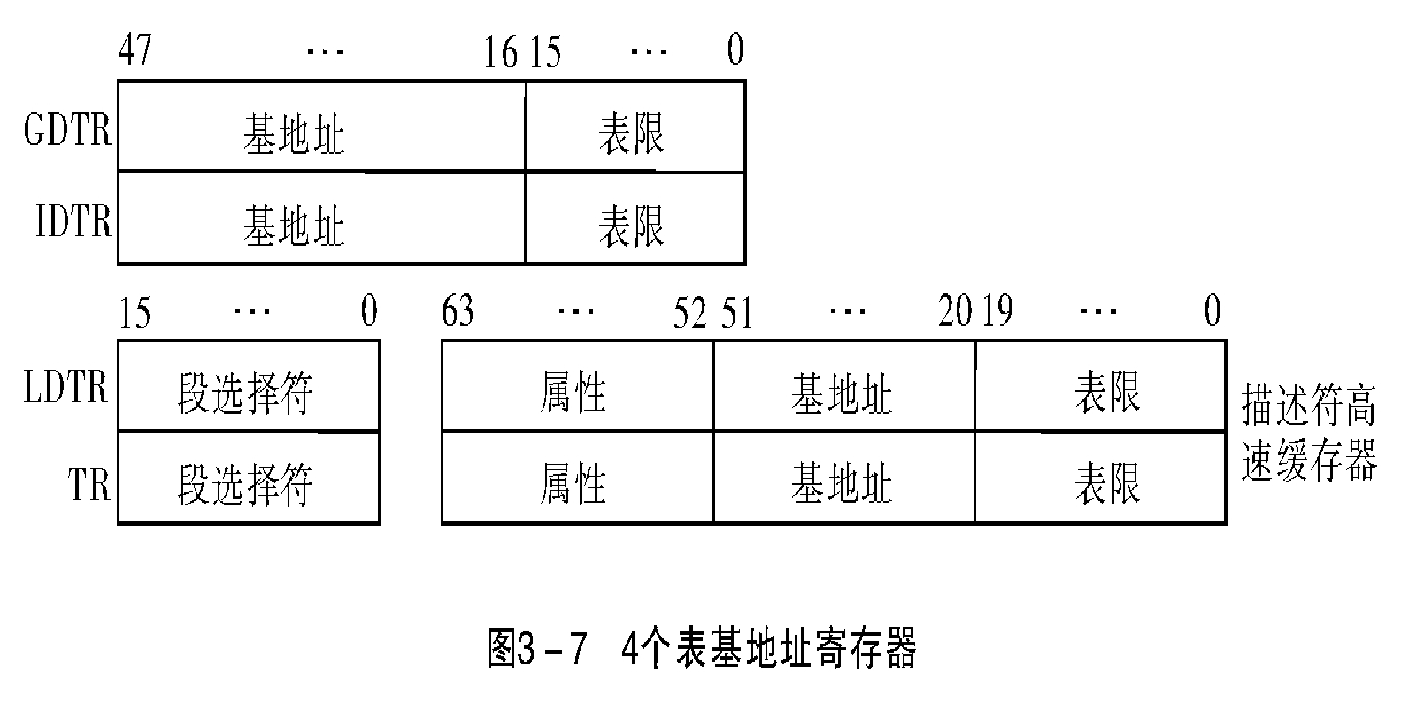 47 … 16 15 … 0
GDTR 基地址 表限
IDTR 基地址 表限
15 … 0 63 … 52 51 … 20 19 … 0
LDTR 段选择符 属性 基地址 表限
TR 段选择符 属性 基地址 表限
描述符高
速缓存器
图3-7 4个表基地址寄存器